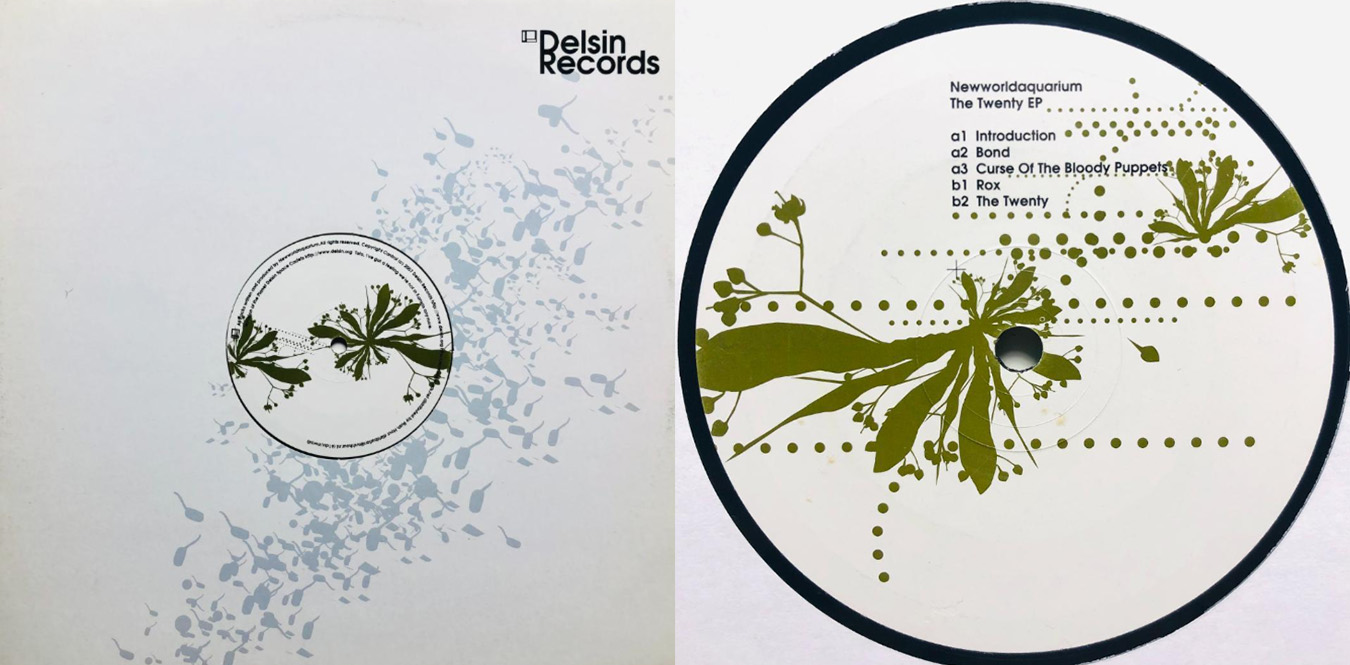 Delsin
Records
Newworldaquarium
The Twenty EP
a1 Introduction
a2 Bond
a3 Curse Of The Bloody Puppets
b1 Rox
b2 The Twenty